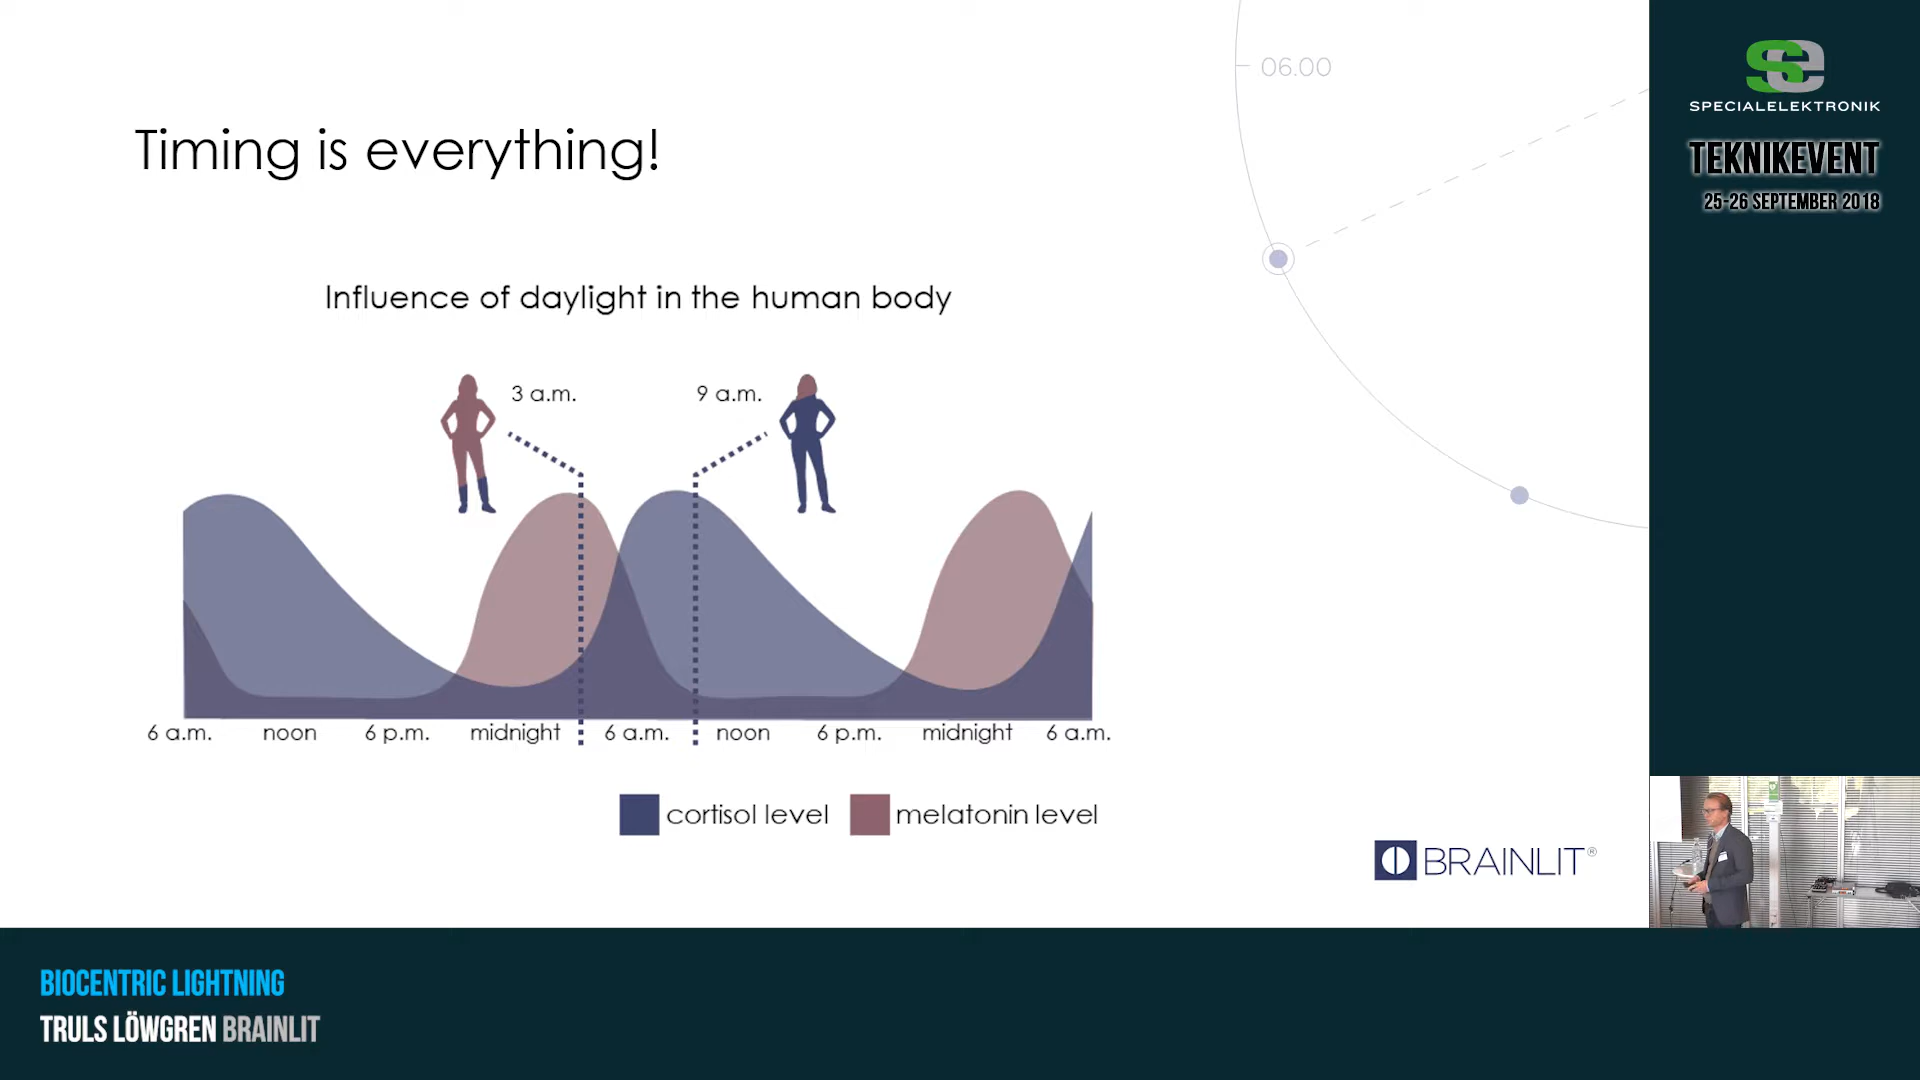 06.00
SPECIALELEKTRONIK
TEKNIKEVENT
25-26 SEPTEMBER 2018
Timing is everything!
Influence of daylight in the human body
3 a.m.
9 a.m.
6 a.m. noon 6 p.m. midnight 6 a.m. noon 6 p.m. midnight 6 a.m.
cortisol level melatonin level
BRAINLIT®
BIOCENTRIC LIGHTNING
TRULS LÖWGREN BRAINLIT